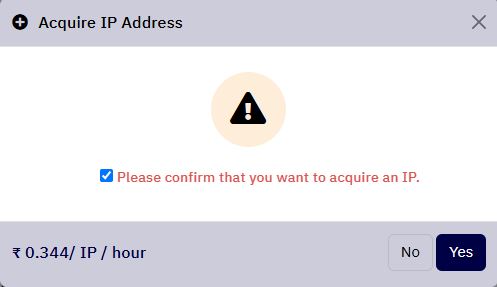 Acquire IP Address
Please confirm that you want to acquire an IP.
₹ 0.344/ IP / hour
No
Yes